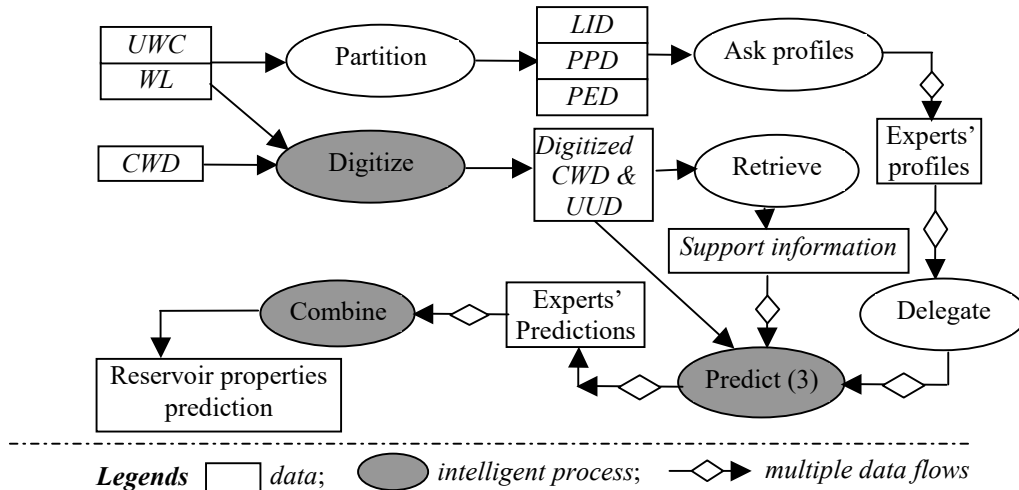 UWC
WL
Partition
LID
PPD
PED
Ask profiles
Experts’
profiles
CWD
Digitize
Digitized
CWD &
UUD
Retrieve
Support information
Delegate
Combine
Experts’
Predictions
Predict (3)
Reservoir properties
prediction
Legends data; intelligent process; multiple data flows